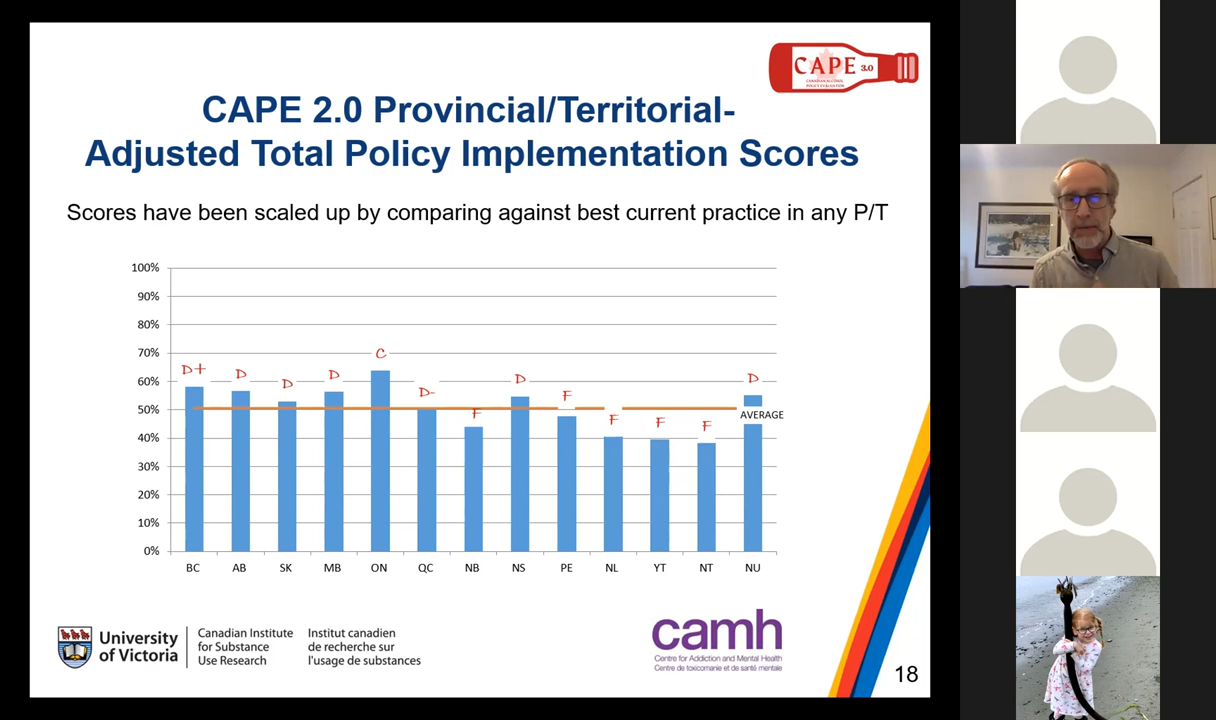 CAPE 3.0
CANADIAN ALCOHOL
POLICY EVALUATION
CAPE 2.0 Provincial/Territorial-
Adjusted Total Policy Implementation Scores
Scores have been scaled up by comparing against best current practice in any P/T
100%
90%
80%
70%
60%
50%
40%
30%
20%
10%
0%
D+ D D D C D- F D F F F F D
AVERAGE
BC AB SK MB ON QC NB NS PE NL YT NT NU
University
of Victoria
Canadian Institute
for Substance
Use Research
Institut canadien
de recherche sur
l'usage de substances
camh
Centre for Addiction and Mental Health
Centre de toxicomanie et de santé mentale
18